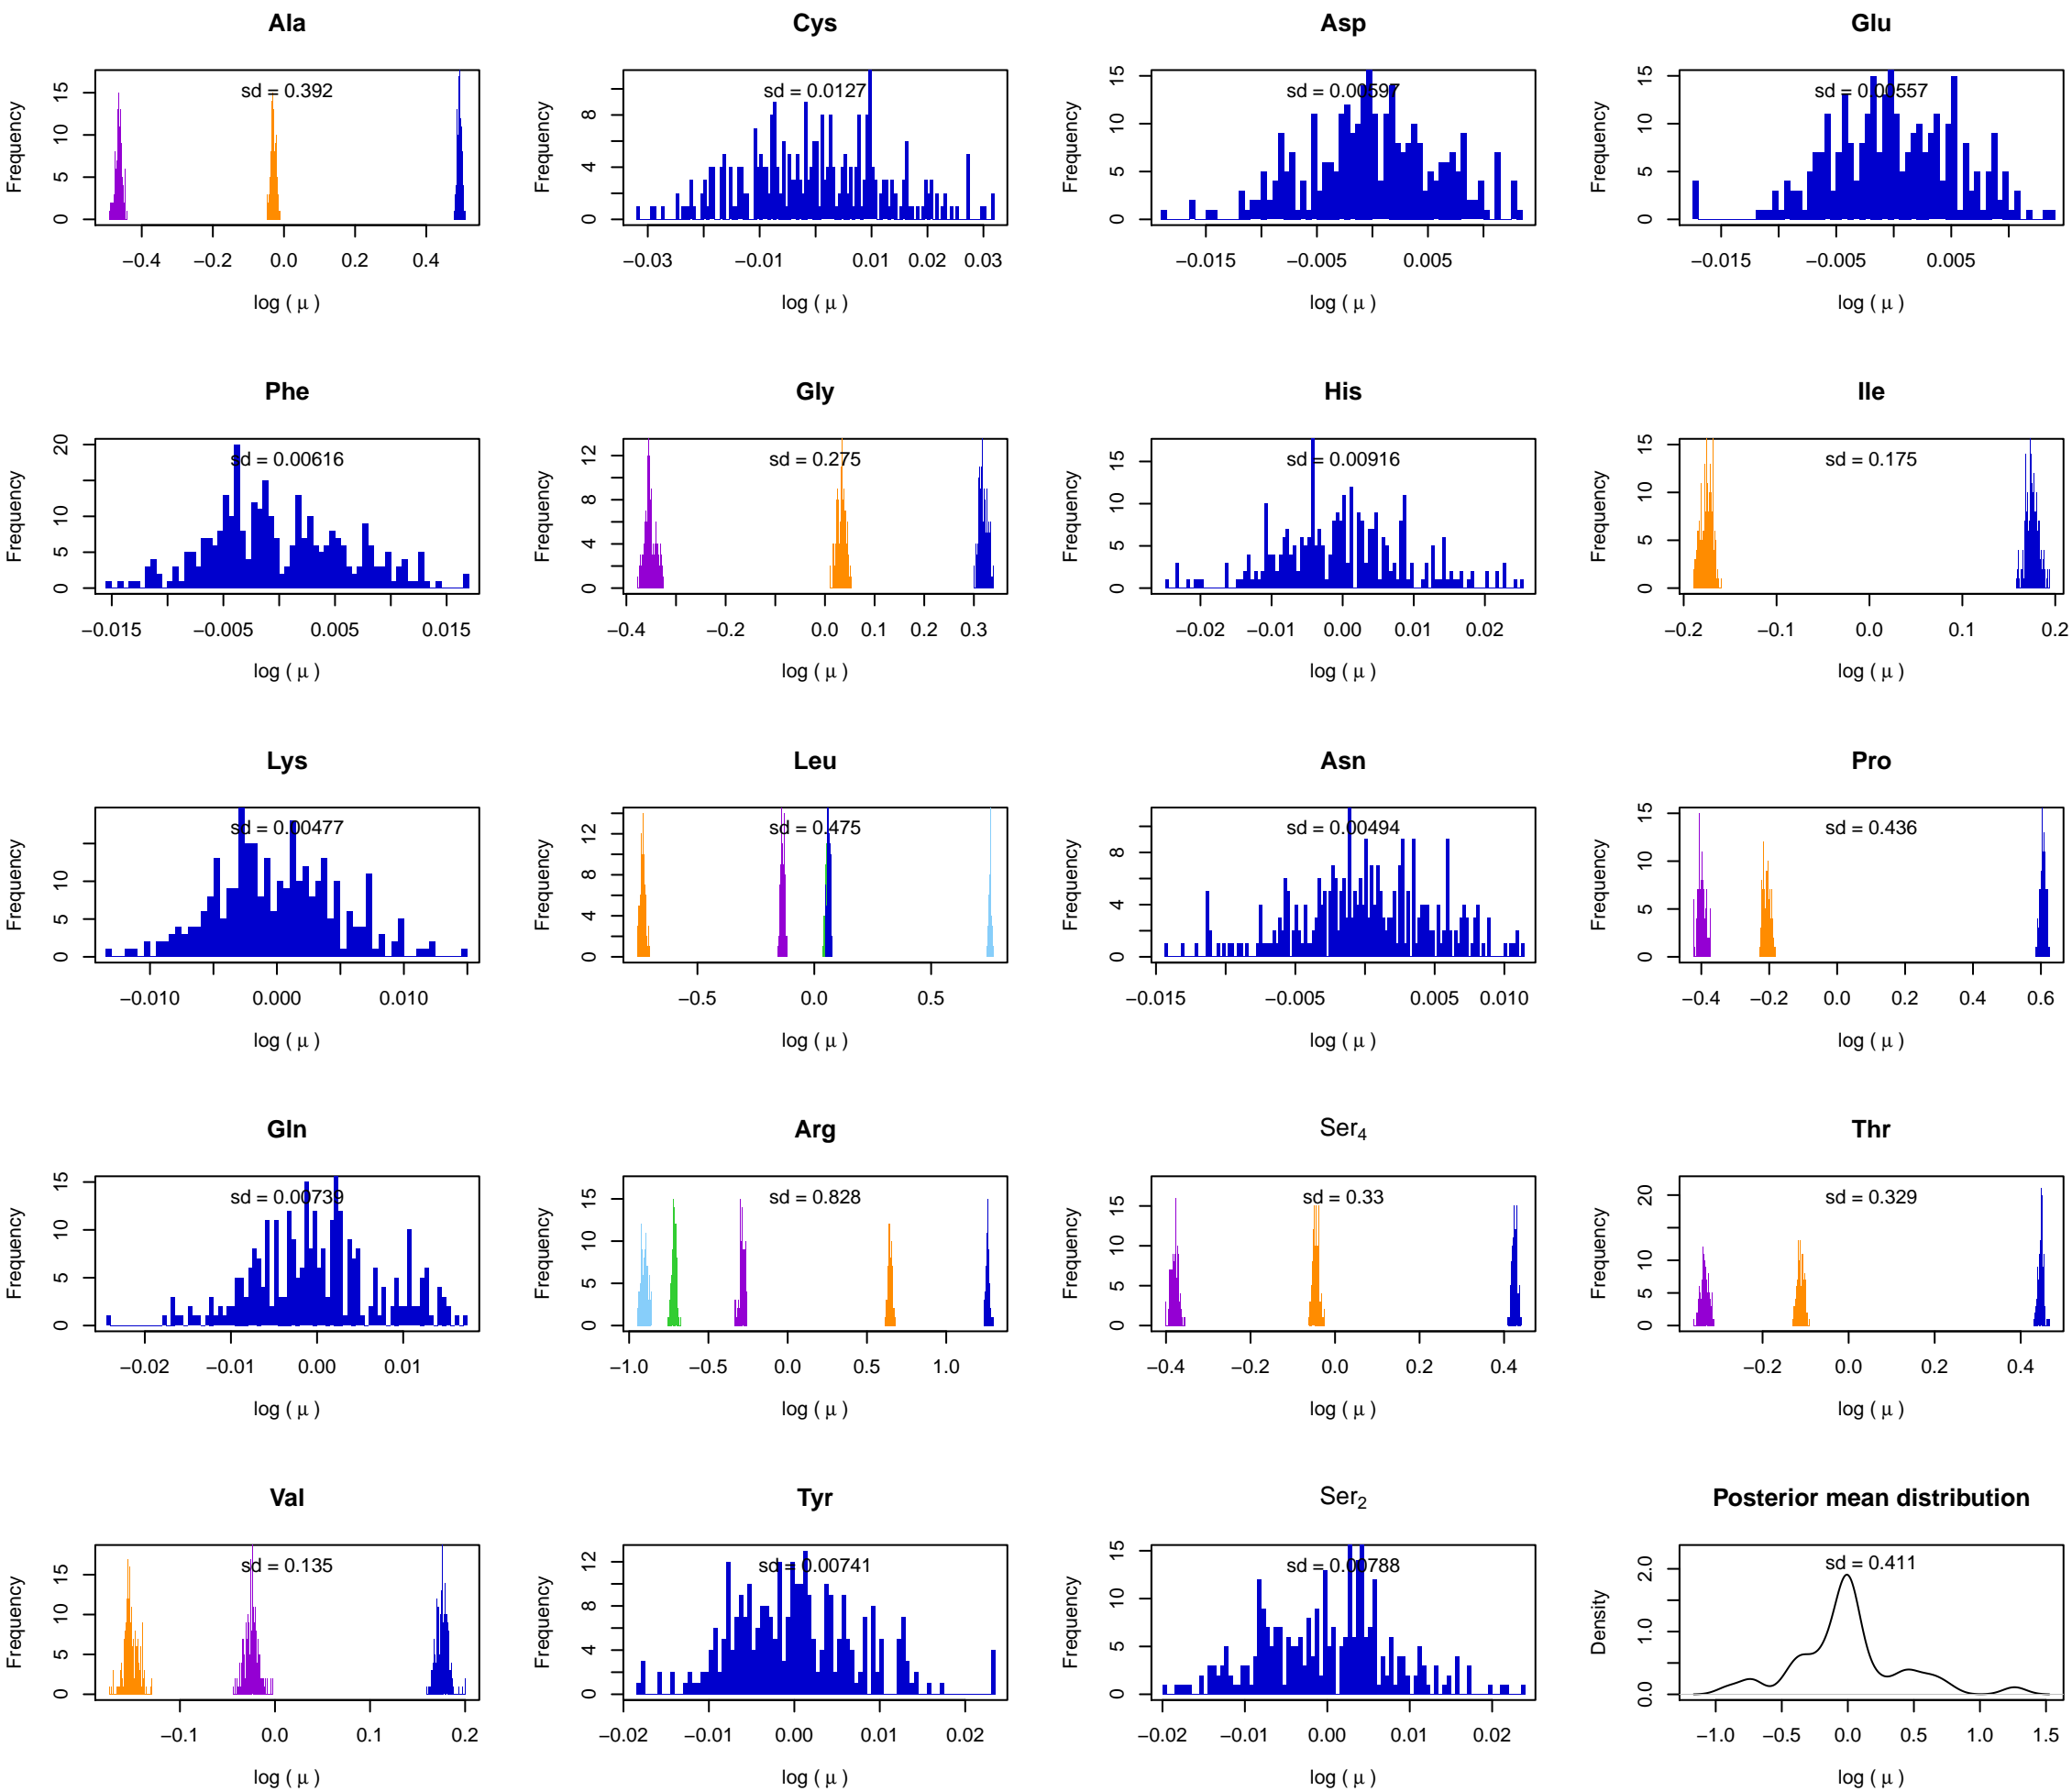 Ala Cys Asp Glu
sd = 0.392 sd = 0.0127 sd = 0.00597 sd = 0.00557
Frequency Frequency Frequency Frequency
0 5 10 15
0 4 8
0 5 10 15
0 5 10 15
−0.4 −0.2 0.0 0.2 0.4
−0.03 −0.01 0.01 0.02 0.03
−0.015 −0.005 0.005
−0.015 −0.005 0.005
log ( μ ) log ( μ ) log ( μ ) log ( μ )
Phe Gly His Ile
sd = 0.00616 sd = 0.275 sd = 0.00916 sd = 0.175
Frequency Frequency Frequency Frequency
0 5 10 15 20
0 4 8 12
0 5 10 15
0 5 10 15
−0.015 −0.005 0.005 0.015
−0.4 −0.2 0.0 0.1 0.2 0.3
−0.02 −0.01 0.00 0.01 0.02
−0.2 −0.1 0.0 0.1 0.2
log ( μ ) log ( μ ) log ( μ ) log ( μ )
Lys Leu Asn Pro
sd = 0.00477 sd = 0.475 sd = 0.00494 sd = 0.436
Frequency Frequency Frequency Frequency
0 5 10
0 4 8 12
0 4 8
0 5 10 15
−0.010 0.000 0.010
−0.5 0.0 0.5
−0.015 −0.005 0.005 0.010
−0.4 −0.2 0.0 0.2 0.4 0.6
log ( μ ) log ( μ ) log ( μ ) log ( μ )
Gln Arg Ser4 Thr
sd = 0.00739 sd = 0.828 sd = 0.33 sd = 0.329
Frequency Frequency Frequency Frequency
0 5 10 15
0 5 10 15
0 5 10 15
0 5 10 20
−0.02 −0.01 0.00 0.01
−1.0 −0.5 0.0 0.5 1.0
−0.4 −0.2 0.0 0.2 0.4
−0.2 0.0 0.2 0.4
log ( μ ) log ( μ ) log ( μ ) log ( μ )
Val Tyr Ser2 Posterior mean distribution
sd = 0.135 sd = 0.00741 sd = 0.00788 sd = 0.411
Frequency Frequency Frequency Density
0 5 10 15
0 4 8 12
0 5 10 15
0.0 1.0 2.0
−0.1 0.0 0.1 0.2
−0.02 −0.01 0.00 0.01 0.02
−0.02 −0.01 0.00 0.01 0.02
−1.0 −0.5 0.0 0.5 1.0 1.5
log ( μ ) log ( μ ) log ( μ ) log ( μ )